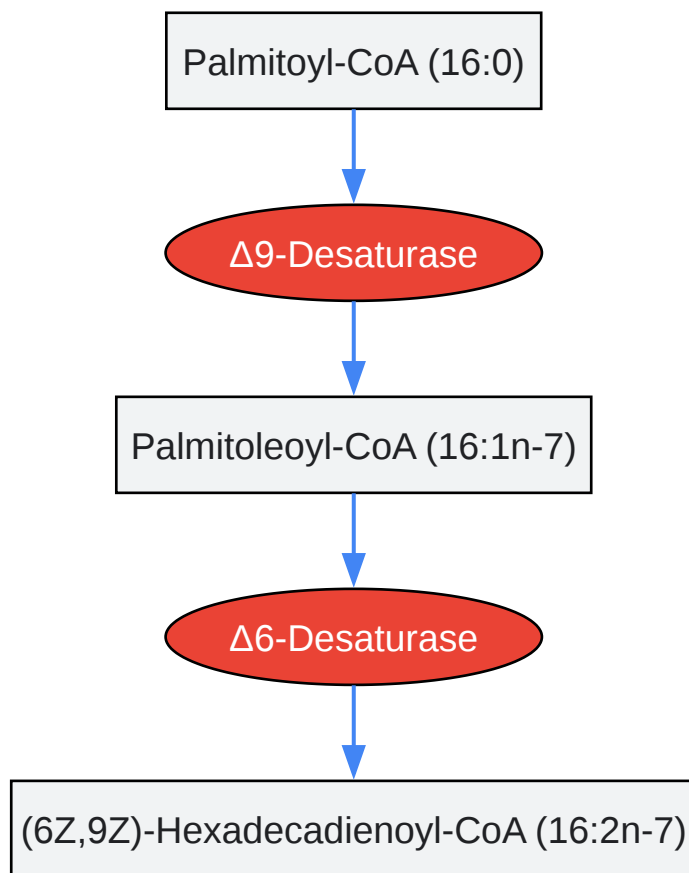 Palmitoyl-CoA (16:0)
Δ9-Desaturase
Palmitoleoyl-CoA (16:1n-7)
Δ6-Desaturase
(6Z,9Z)-Hexadecadienoyl-CoA (16:2n-7)